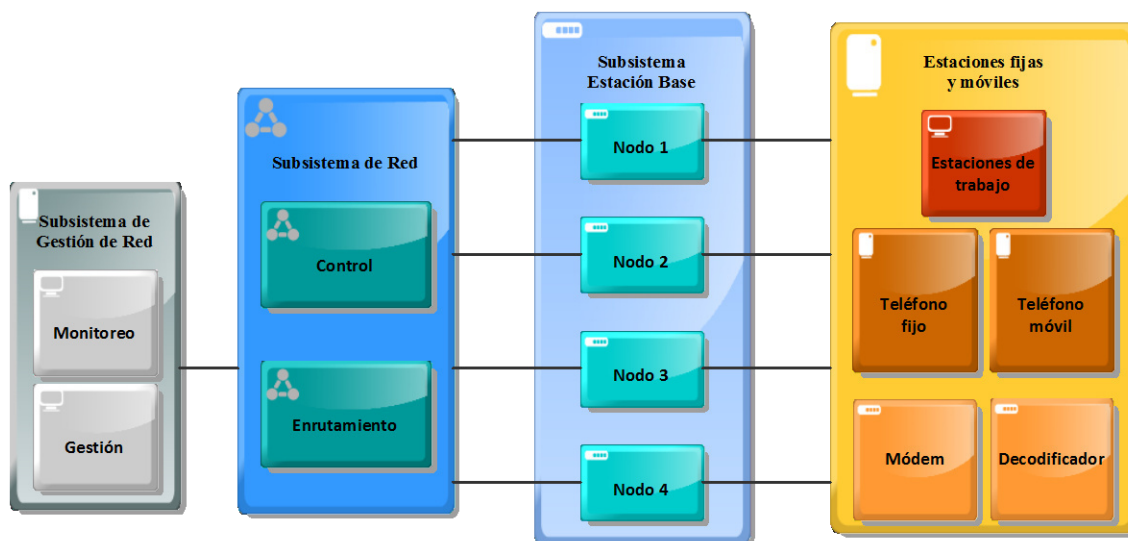 Subsistema de
Gestión de Red
Monitoreo
Gestión
Subsistema de Red
Control
Enrutamiento
Subsistema
Estación Base
Nodo 1
Nodo 2
Nodo 3
Nodo 4
Estaciones fijas
y móviles
Estaciones de
trabajo
Teléfono
fijo
Teléfono
móvil
Módem
Decodificador